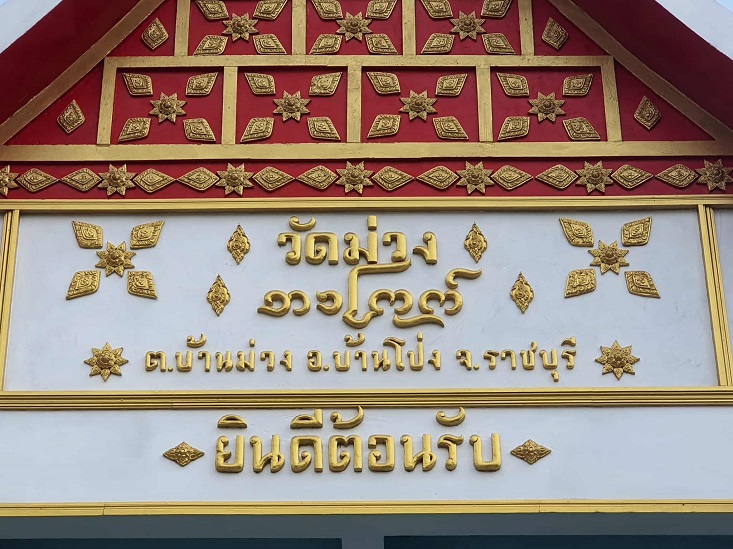 วัดม่วง
ต.บ้านม่วง อ.บ้านโป่ง จ.ราชบุรี
ยินดีต้อนรับ